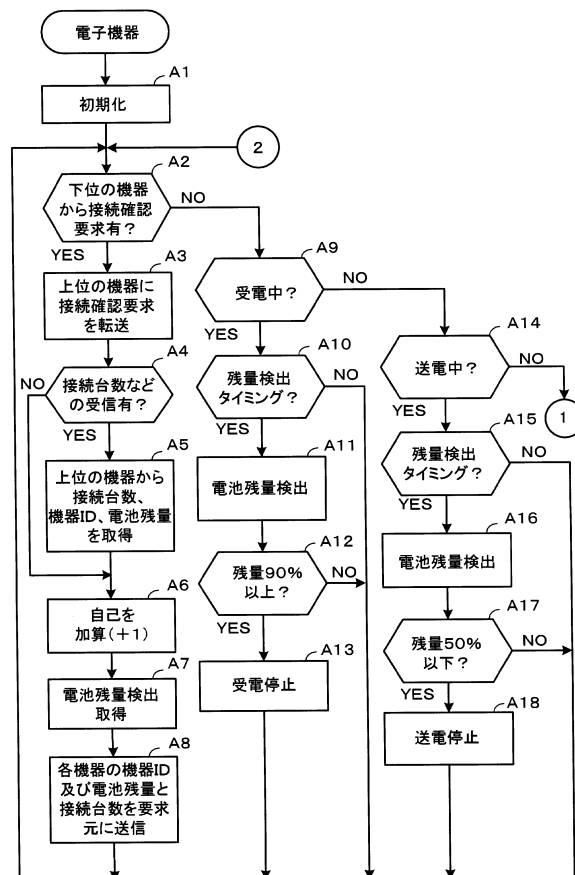 電子機器
A1
初期化
2
A2
下位の機器
から接続確認
要求有?
NO
YES
A3
上位の機器に
接続確認要求
を転送
A4
接続台数など
の受信有?
NO
YES
A5
上位の機器から
接続台数、
機器ID、電池残量
を取得
A6
自己を
加算(+1)
A7
電池残量検出
取得
A8
各機器の機器ID
及び電池残量と
接続台数を要求
元に送信
A9
受電中?
NO
YES
A10
残量検出
タイミング?
NO
YES
A11
電池残量検出
A12
残量90%
以上?
NO
YES
A13
受電停止
A14
送電中?
NO
YES
1
A15
残量検出
タイミング?
NO
YES
A16
電池残量検出
A17
残量50%
以下?
NO
YES
A18
送電停止